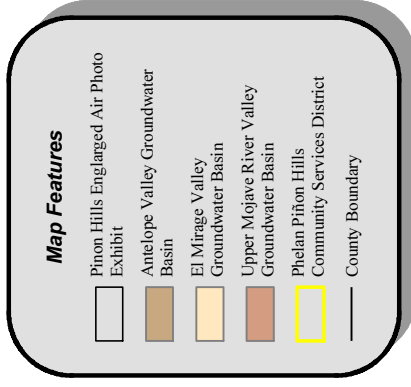 Map Features
Pinon Hills Englarged Air Photo
Exhibit
Antelope Valley Groundwater
Basin
El Mirage Valley
Groundwater Basin
Upper Mojave River Valley
Groundwater Basin
Phelan Piñon Hills
Community Services District
County Boundary